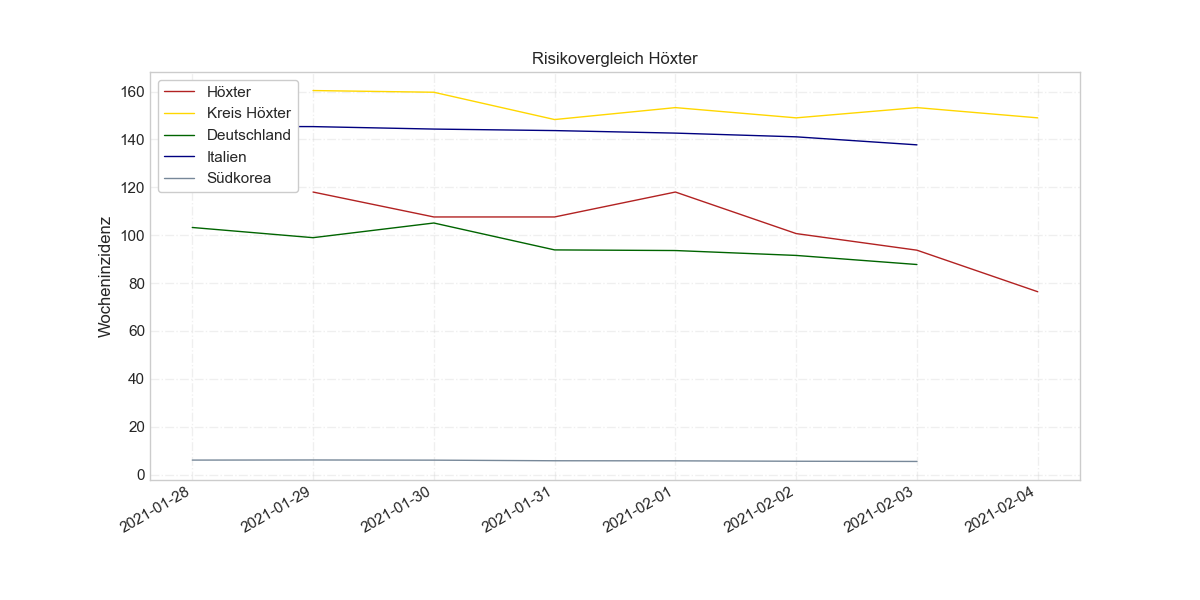 Risikovergleich Höxter
Höxter
Kreis Höxter
Deutschland
Italien
Südkorea
Wocheninzidenz
160
140
120
100
80
60
40
20
0
2021-01-28
2021-01-29
2021-01-30
2021-01-31
2021-02-01
2021-02-02
2021-02-03
2021-02-04